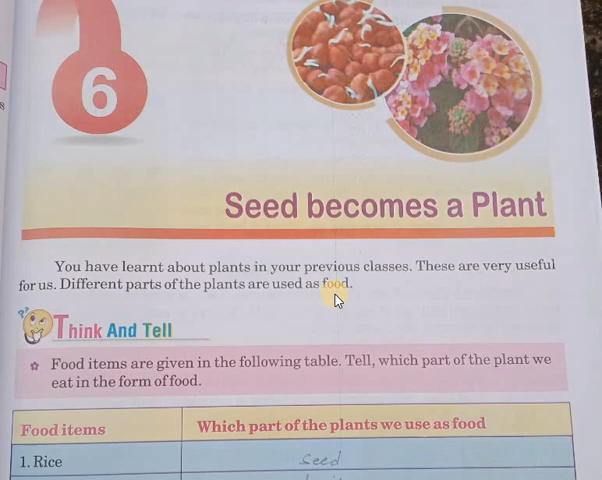 6
Seed becomes a Plant
You have learnt about plants in your previous classes. These are very useful
for us. Different parts of the plants are used as food.
Think And Tell
Food items are given in the following table. Tell, which part of the plant we
eat in the form of food.
Food items Which part of the plants we use as food
1. Rice seed